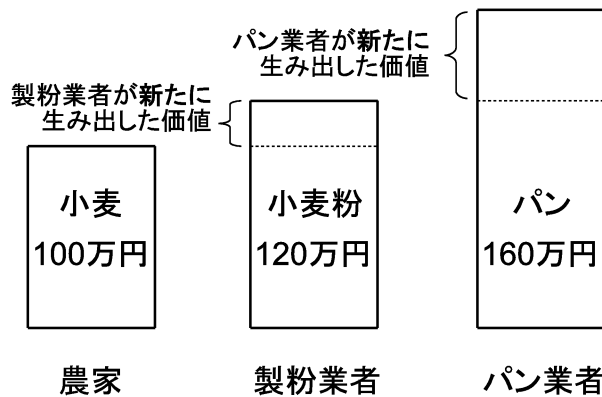 パン業者が新たに
生み出した価値
製粉業者が新たに
生み出した価値
小麦
100万円
小麦粉
120万円
パン
160万円
農家
製粉業者
パン業者